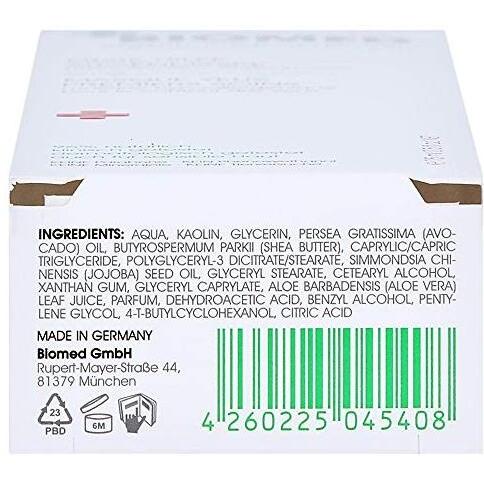 INGREDIENTS: AQUA, KAOLIN, GLYCERIN, PERSEA GRATISSIMA (AVO-
CADO) OIL, BUTYROSPERMUM PARKII (SHEA BUTTER), CAPRYLIC/CAPRIC
TRIGLYCERIDE, POLYGLYCERYL-3 DICITRATE/STEARATE, SIMMONDSIA CHI-
NENSIS (JOJOBA) SEED OIL, GLYCERYL STEARATE, CETEARYL ALCOHOL,
XANTHAN GUM, GLYCERYL CAPRYLATE, ALOE BARBADENSIS (ALOE VERA)
LEAF JUICE, PARFUM, DEHYDROACETIC ACID, BENZYL ALCOHOL, PENTY-
LENE GLYCOL, 4-T-BUTYLCYCLOHEXANOL, CITRIC ACID
MADE IN GERMANY
Biomed GmbH
Rupert-Mayer-Straße 44,
81379 München
23
PBD
6M
4 260225 045408